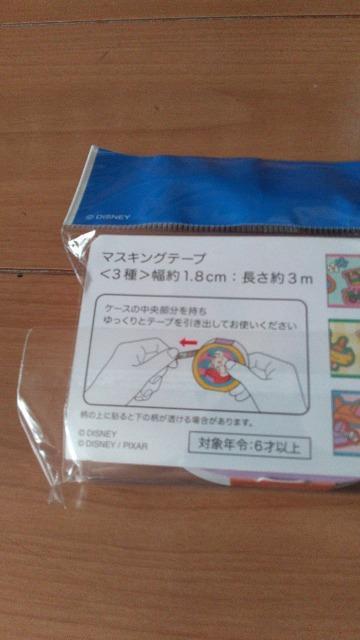 © DISNEY
マスキングテープ
<3種>幅約1.8cm:長さ約3m
ケースの中央部分を持ち
ゆっくりとテープを引き出してお使いください
柄の上に貼ると下の柄が透ける場合があります。
© DISNEY
© DISNEY / PIXAR
対象年令:6才以上